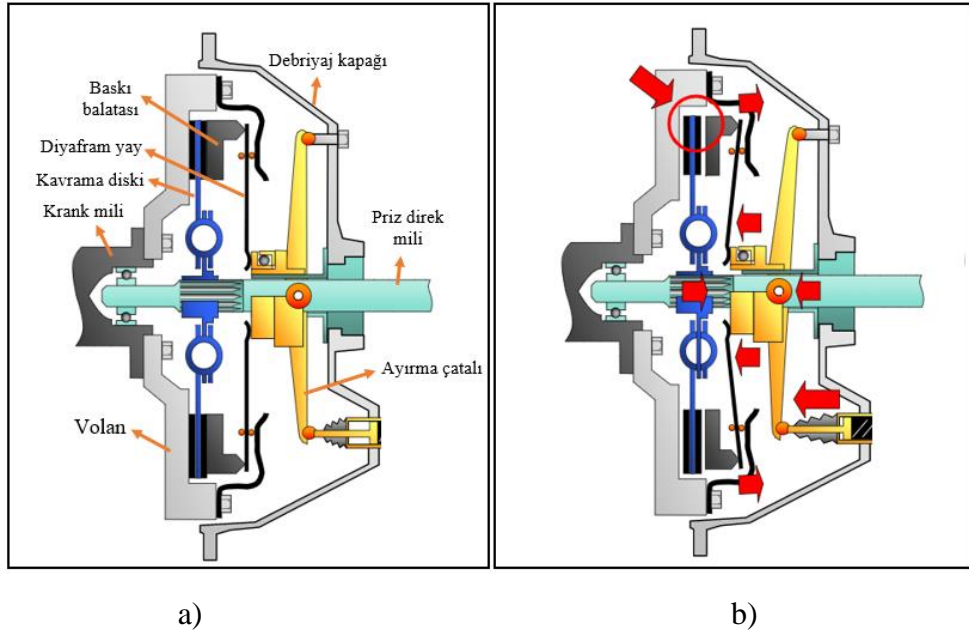 Debriyaj kapağı
Baskı
balatası
Diyafram yay
Kavrama diski
Krank mili
Priz direk
mili
Ayırma çatalı
Volan
a)
b)